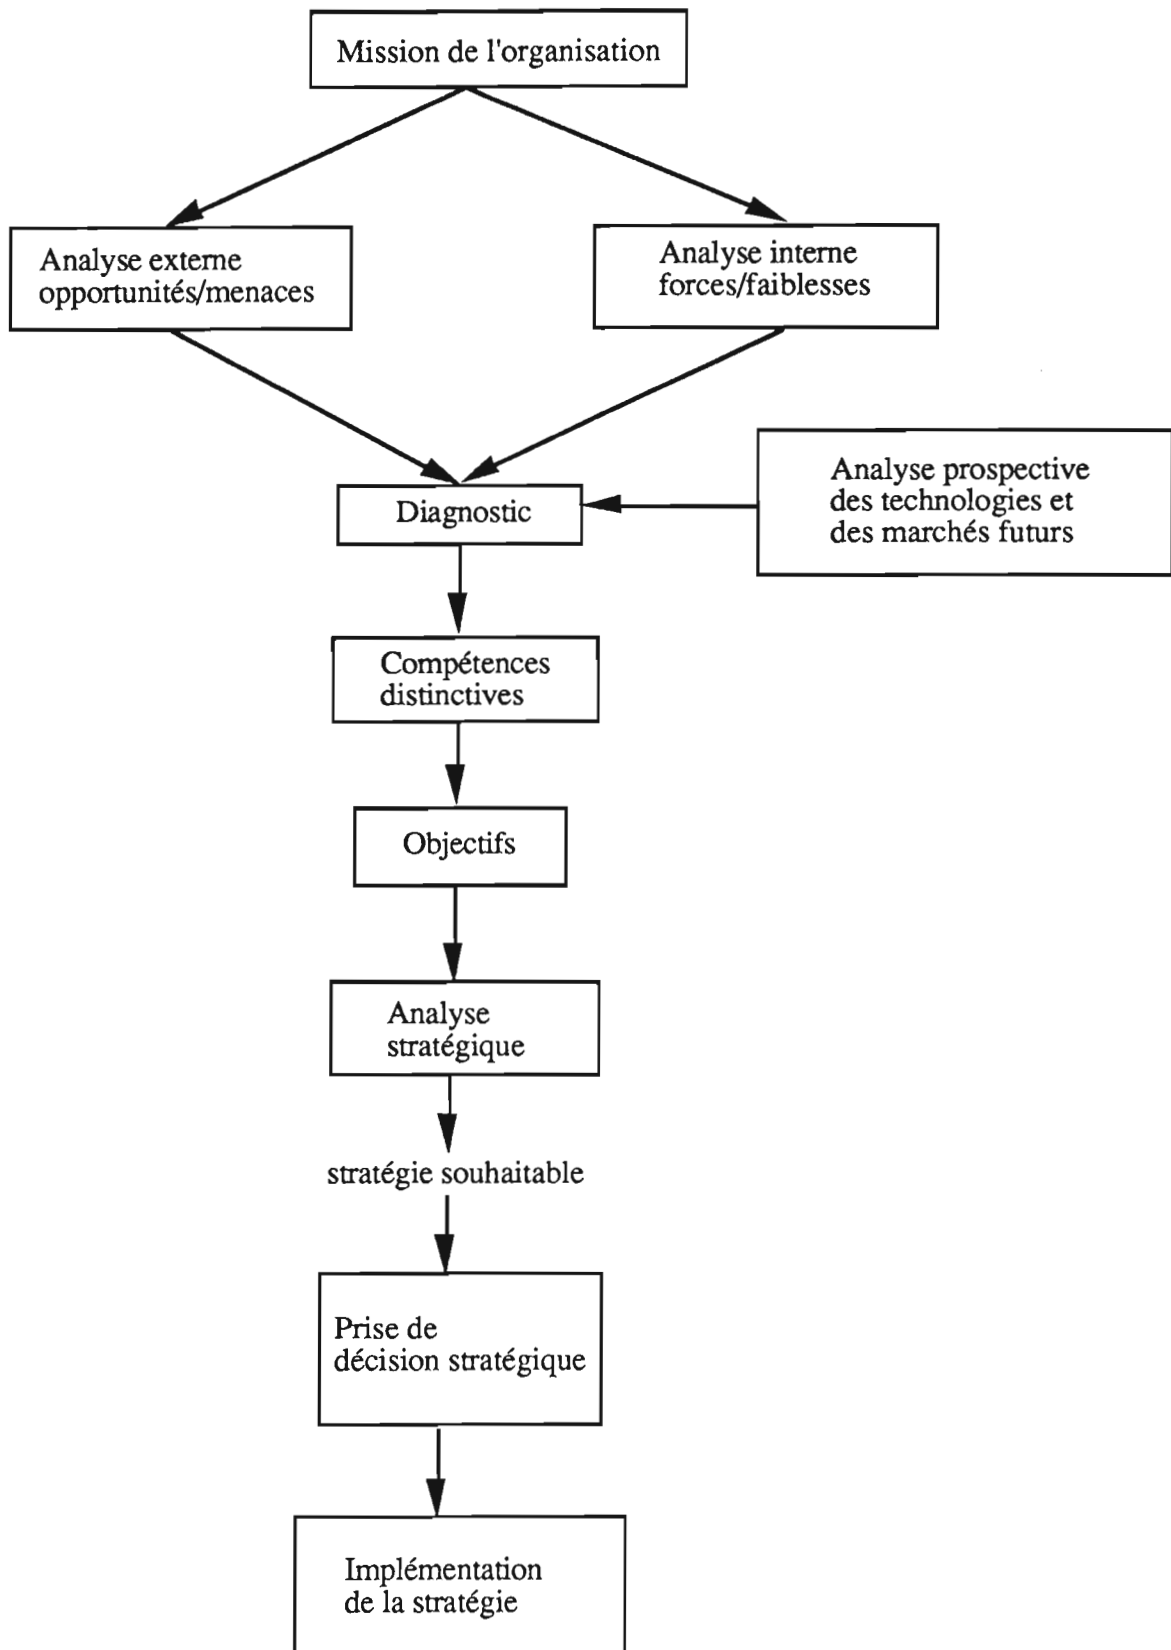 Mission de l'organisation
Analyse externe
opportunités/menaces
Analyse interne
forces/faiblesses
Analyse prospective
des technologies et
des marchés futurs
Diagnostic
Compétences
distinctives
Objectifs
Analyse
stratégique
stratégie souhaitable
Prise de
décision stratégique
Implémentation
de la stratégie